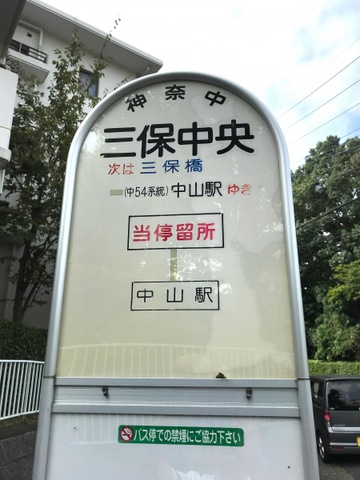 神奈中
三保中央
次は 三保橋
(中54系統) 中山駅 ゆき
当停留所
中山駅
バス停での禁煙にご協力下さい